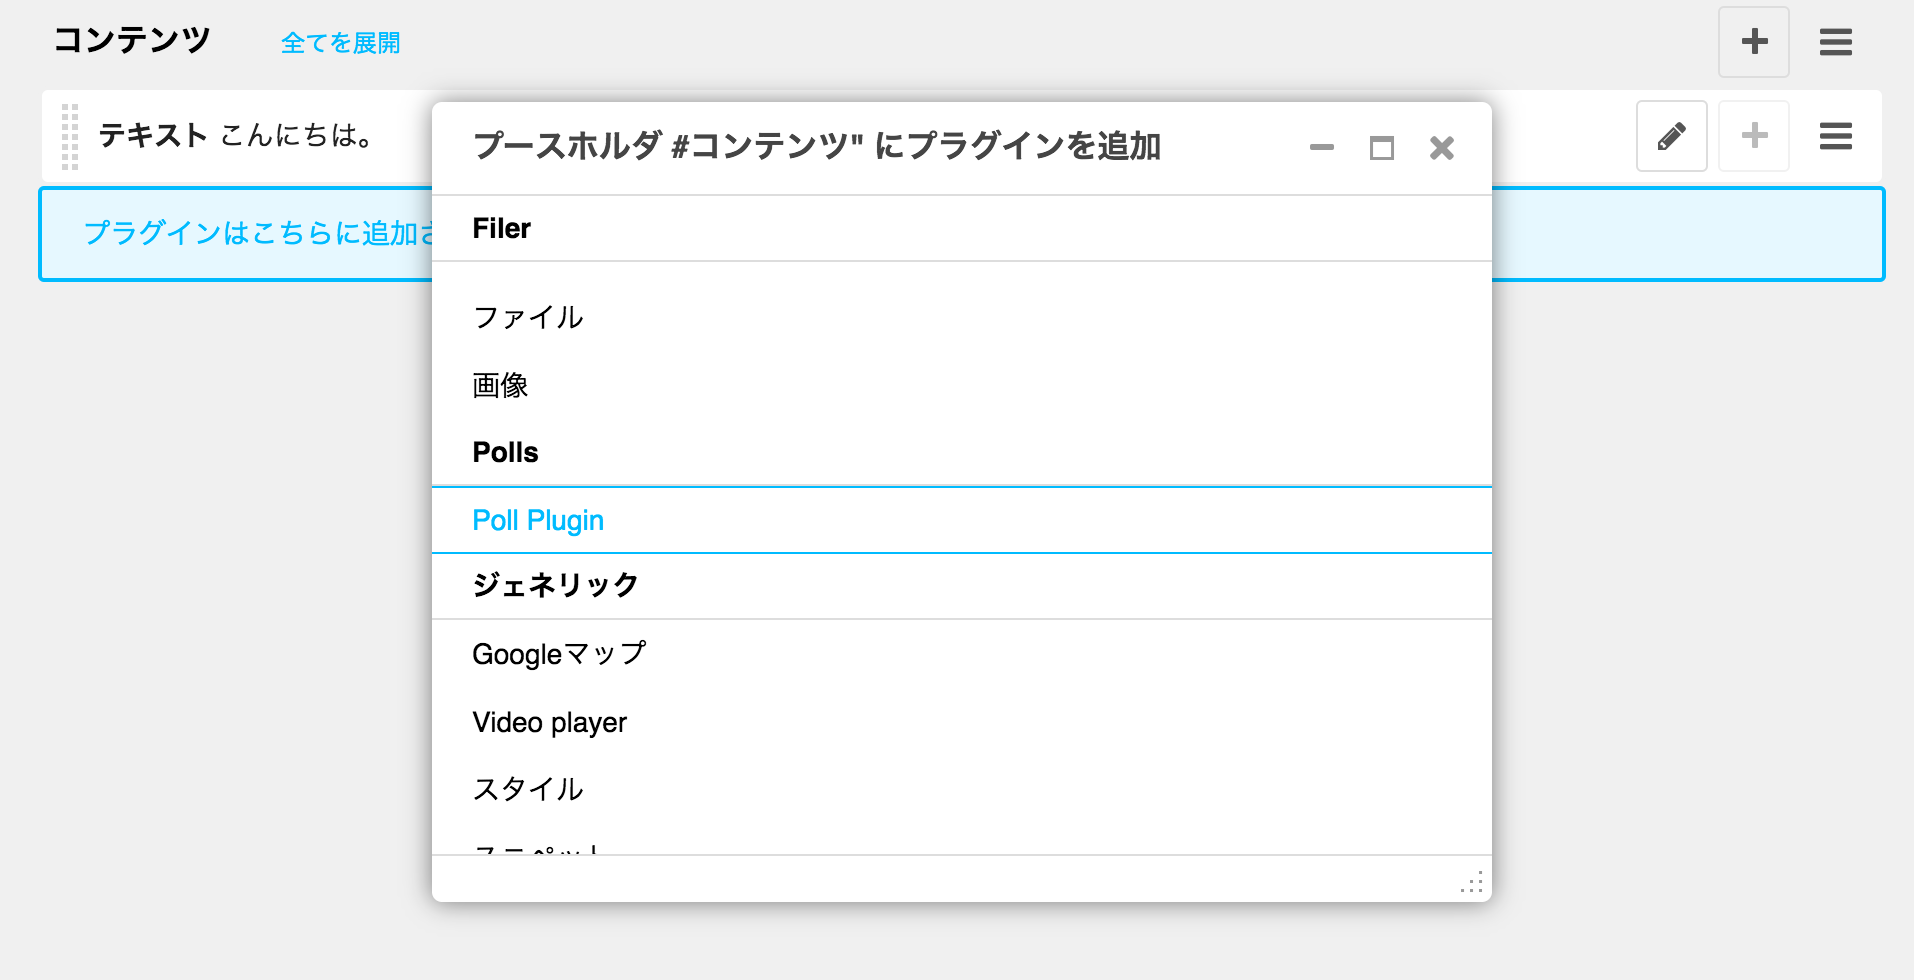 コンテンツ 全てを展開
テキスト こんにちは。
プラグインはこちらに追加
プースホルダ #コンテンツ" にプラグインを追加
Filer
ファイル
画像
Polls
Poll Plugin
ジェネリック
Googleマップ
Video player
スタイル